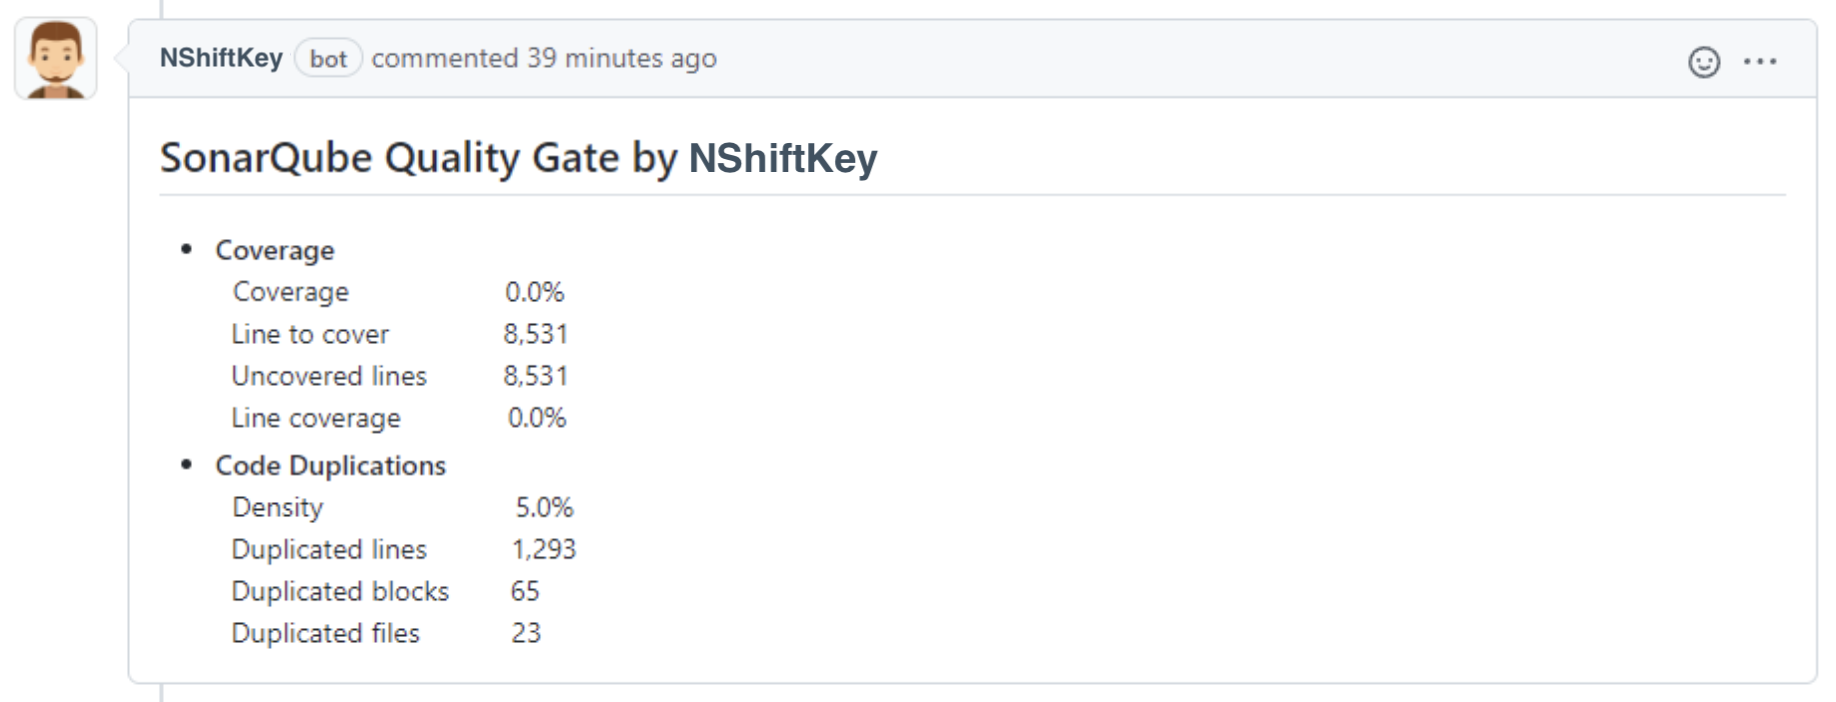 NShiftKey bot commented 39 minutes ago
SonarQube Quality Gate by NShiftKey
• Coverage
Coverage 0.0%
Line to cover 8,531
Uncovered lines 8,531
Line coverage 0.0%
• Code Duplications
Density 5.0%
Duplicated lines 1,293
Duplicated blocks 65
Duplicated files 23